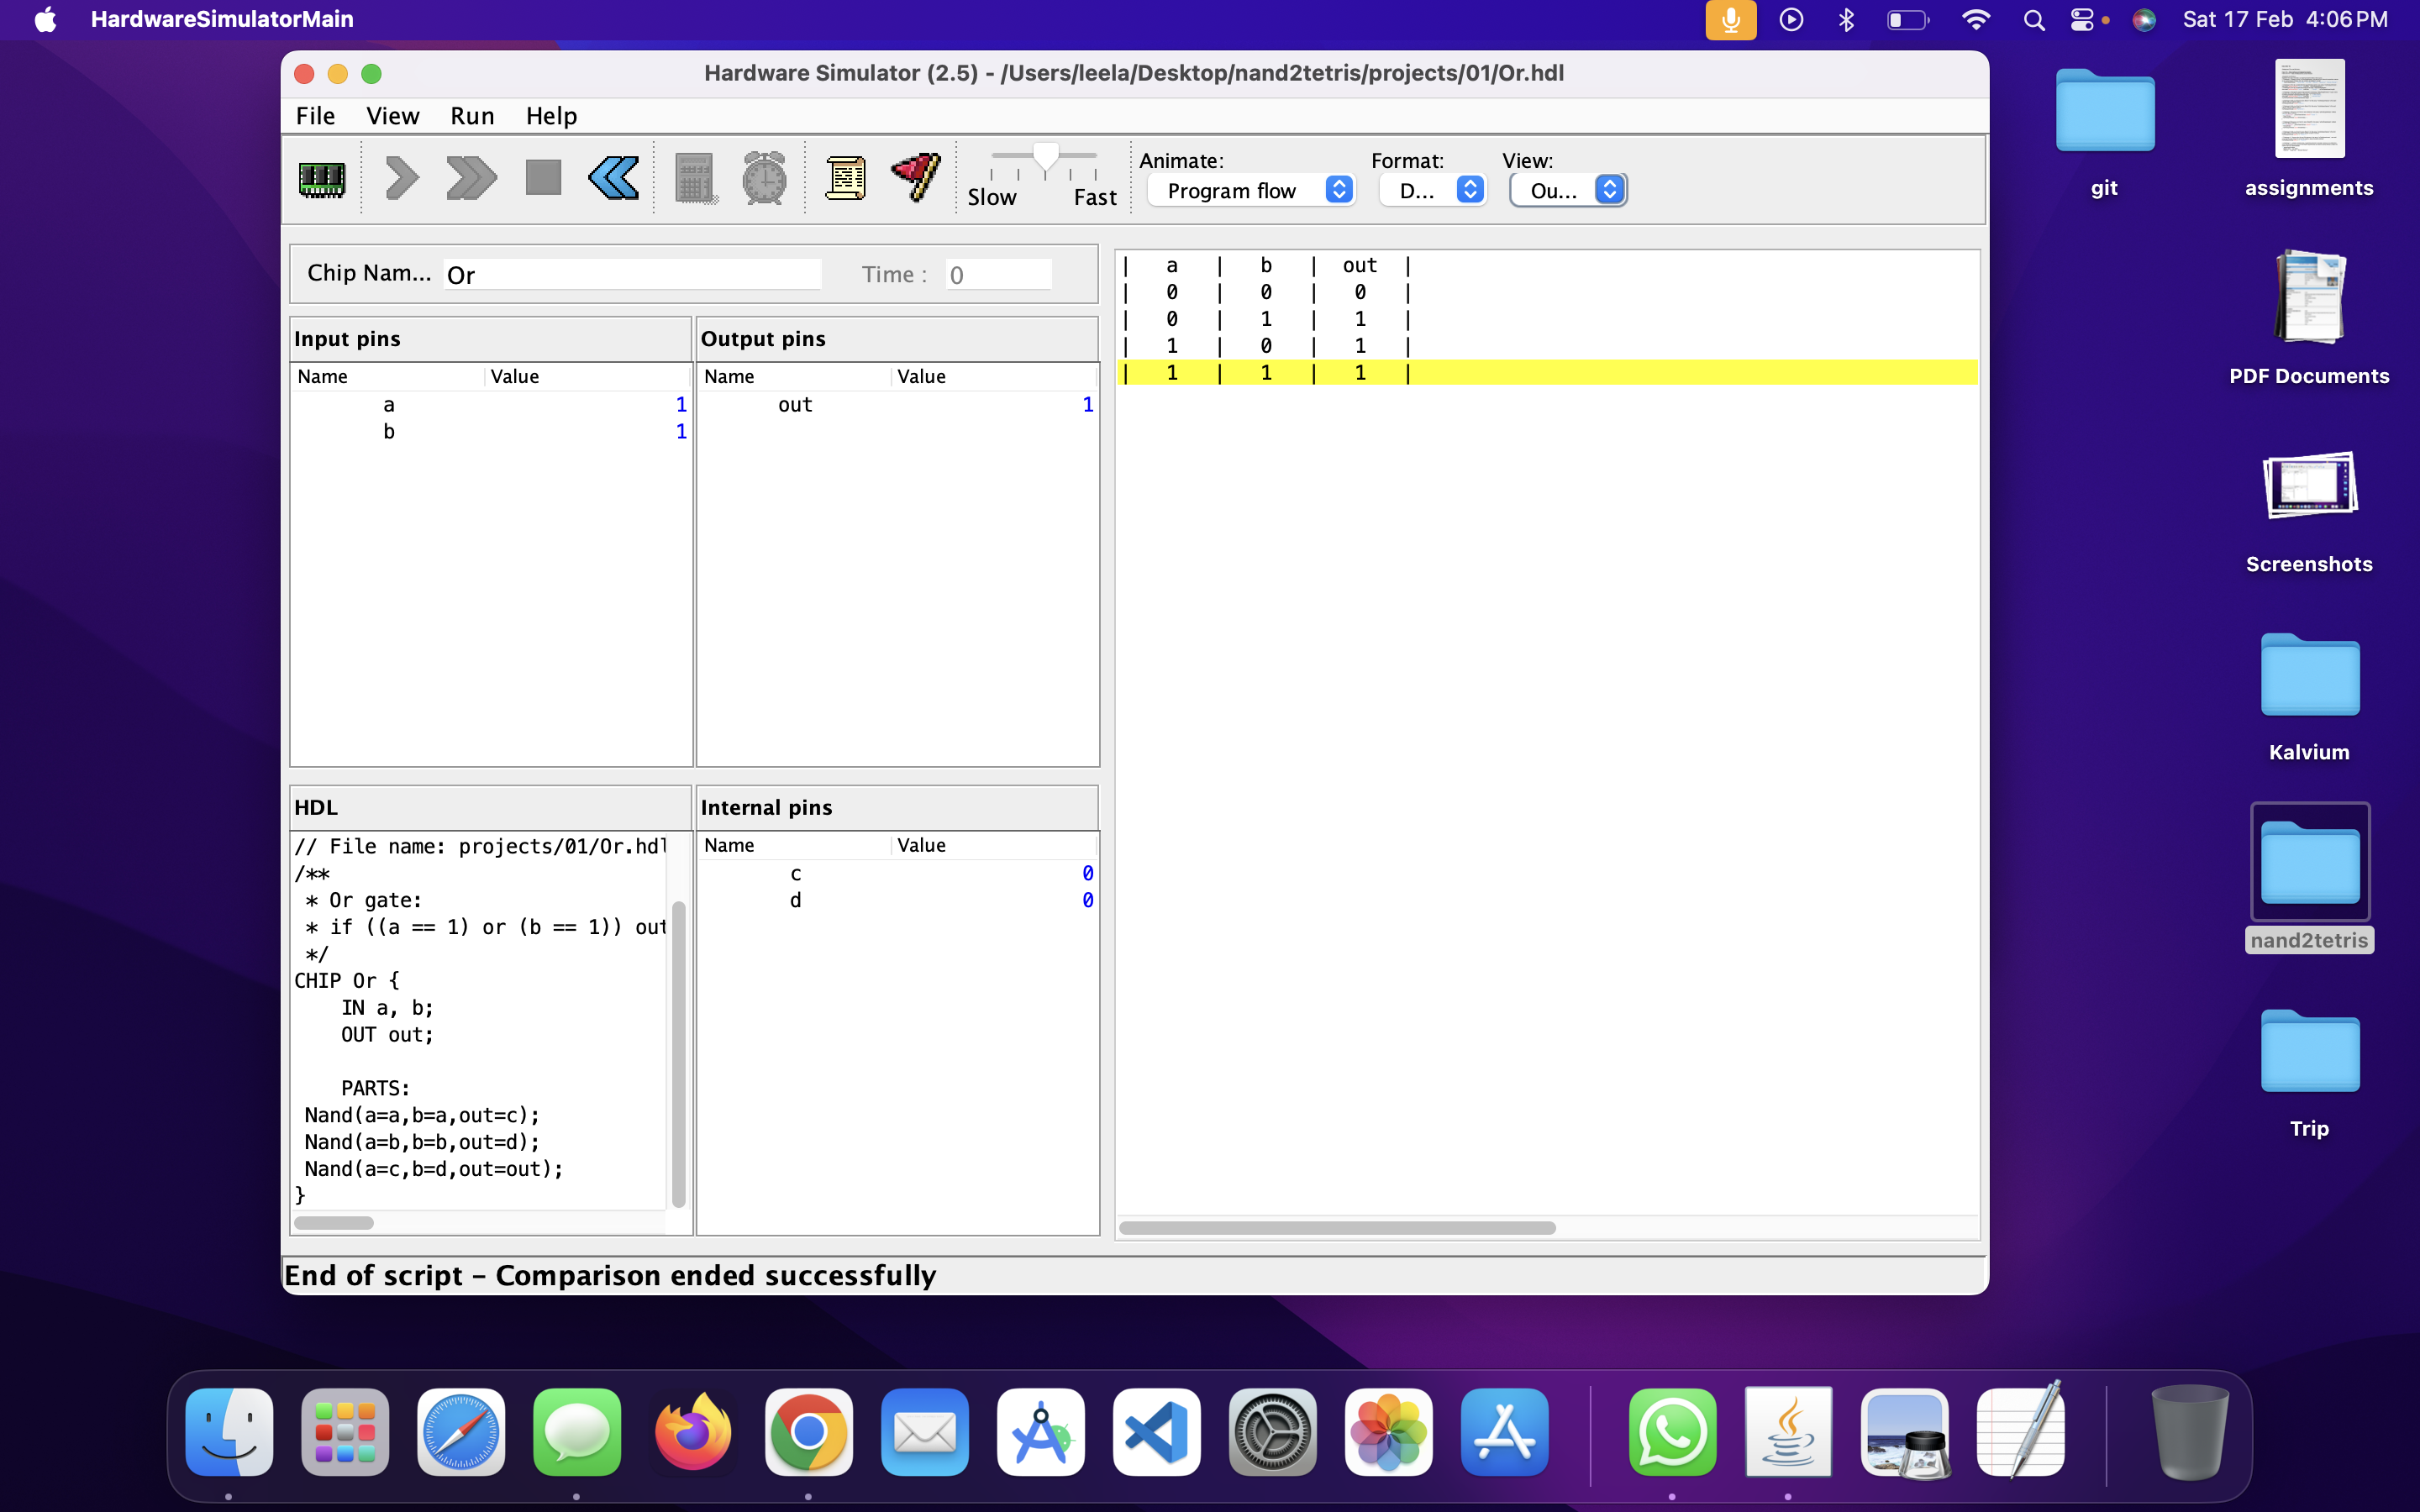 HardwareSimulatorMain
Sat 17 Feb 4:06 PM
Hardware Simulator (2.5) - /Users/leela/Desktop/nand2tetris/projects/01/Or.hdl
File View Run Help
Slow Fast
Animate: Format: View:
Program flow D... Ou...
Chip Nam... Or Time : 0
Input pins
Name Value
a 1
b 1
Output pins
Name Value
out 1
HDL
// File name: projects/01/Or.hdl
/**
* Or gate:
* if ((a == 1) or (b == 1)) out
*/
CHIP Or {
IN a, b;
OUT out;
PARTS:
Nand(a=a,b=a,out=c);
Nand(a=b,b=b,out=d);
Nand(a=c,b=d,out=out);
}
Internal pins
Name Value
c 0
d 0
| a | b | out |
| 0 | 0 | 0 |
| 0 | 1 | 1 |
| 1 | 0 | 1 |
| 1 | 1 | 1 |
End of script - Comparison ended successfully
git
assignments
PDF Documents
Screenshots
Kalvium
nand2tetris
Trip